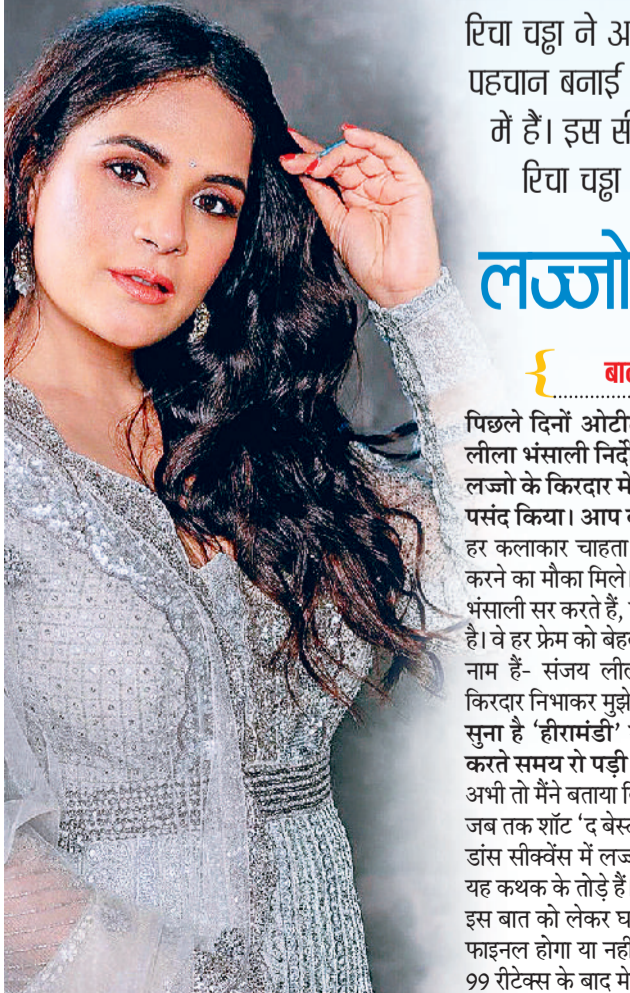 रिचा चड्ढा ने अ
पहचान बनाई
में हैं। इस सी
रिचा चड्ढा
लज्जो
{ बात
पिछले दिनों ओटी
लीला भंसाली निर्दे
लज्जो के किरदार मे
पसंद किया। आप
हर कलाकार चाहता
करने का मौका मिले।
भंसाली सर करते हैं,
है। वे हर फ्रेम को बेह
नाम हैं- संजय लील
किरदार निभाकर मुझे
सुना है ‘हीरामंडी’
करते समय रो पड़ी
अभी तो मैंने बताया
जब तक शॉट ‘द बेस्ट
डांस सीक्वेंस में लज्ज
यह कथक के तोड़े हैं
इस बात को लेकर घ
फाइनल होगा या नही
99 रीटेक्स के बाद मे